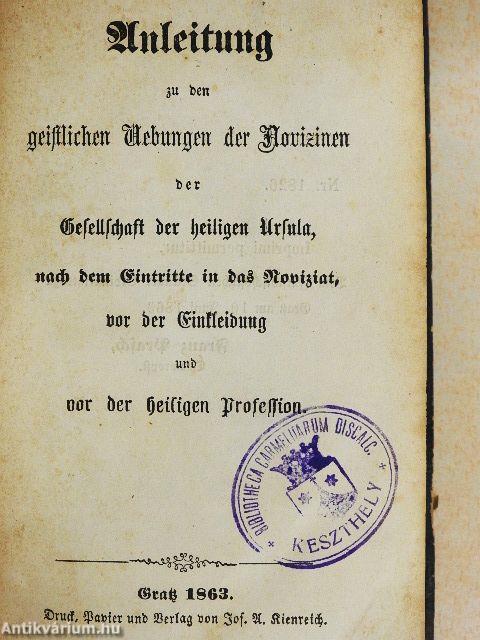 Anleitung
zu den
geistlichen Uebungen der Novizinen
der
Gesellschaft der heiligen Ursula,
nach dem Eintritte in das Noviziat,
vor der Einkleidung
und
vor der heiligen Profession.
* BIBLIOTHECA CARMELITARUM DISCALC. *
KESZTHELY
Gratz 1863.
Druck, Papier und Verlag von Jos. A. Kienreich.
Antikvárium.hu